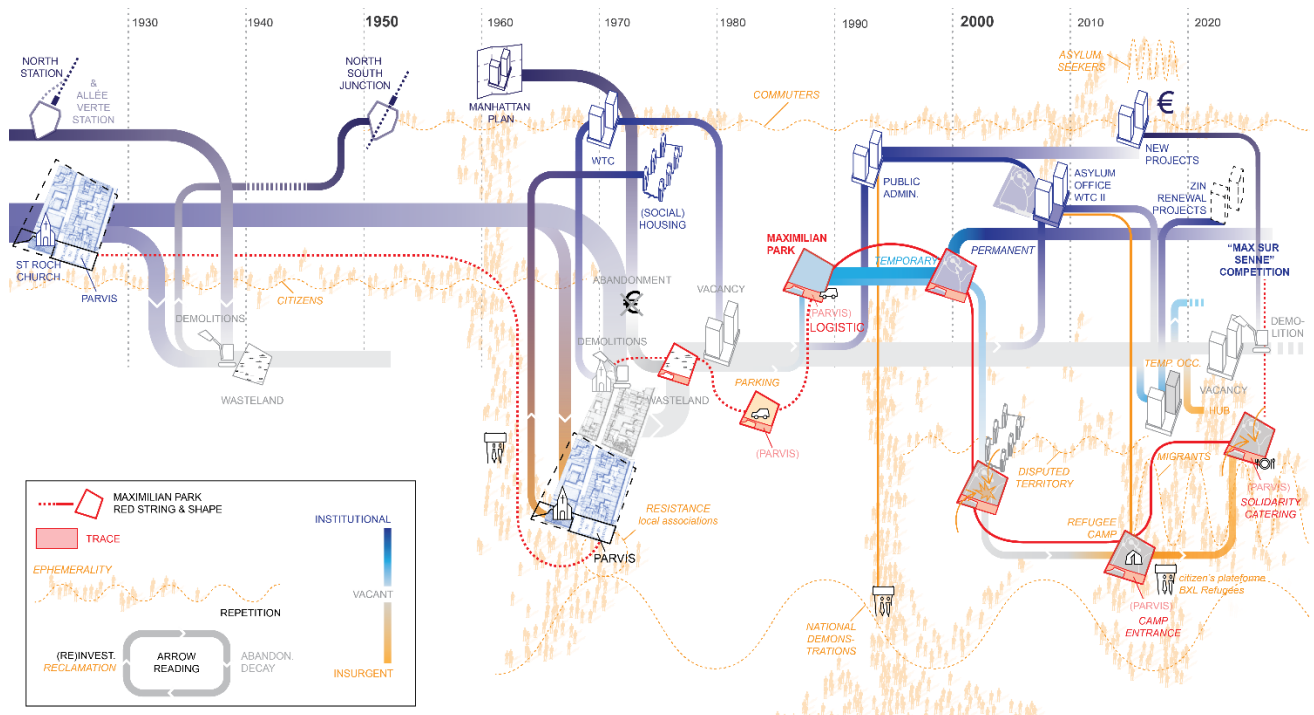 1930
1940
1950
1960
1970
1980
1990
2000
2010
2020
NORTH
STATION
&
ALLÉE
VERTE
STATION
NORTH
SOUTH
JUNCTION
MANHATTAN
PLAN
WTC
COMMUTERS
ASYLUM
SEEKERS
€
NEW
PROJECTS
PUBLIC
ADMIN.
ASYLUM
OFFICE
WTC II
ZIN
RENEWAL
PROJECTS
(SOCIAL)
HOUSING
ST ROCH
CHURCH
PARVIS
CITIZENS
MAXIMILIAN
PARK
TEMPORARY
PERMANENT
"MAX SUR
SENNE"
COMPETITION
ABANDONMENT
€
VACANCY
(PARVIS)
LOGISTIC
DEMOLITIONS
WASTELAND
DEMOLITIONS
WASTELAND
PARKING
(PARVIS)
DEMO-
LITION
TEMP. OCC.
VACANCY
HUB
DISPUTED
TERRITORY
MIGRANTS
(PARVIS)
SOLIDARITY
CATERING
RESISTANCE
local associations
PARVIS
REFUGEE
CAMP
citizen's plateforme
BXL Refugées
(PARVIS)
CAMP
ENTRANCE
NATIONAL
DEMONS-
TRATIONS
MAXIMILIAN PARK
RED STRING & SHAPE
TRACE
EPHEMERALITY
INSTITUTIONAL
VACANT
INSURGENT
REPETITION
(RE)INVEST.
RECLAMATION
ARROW
READING
ABANDON.
DECAY